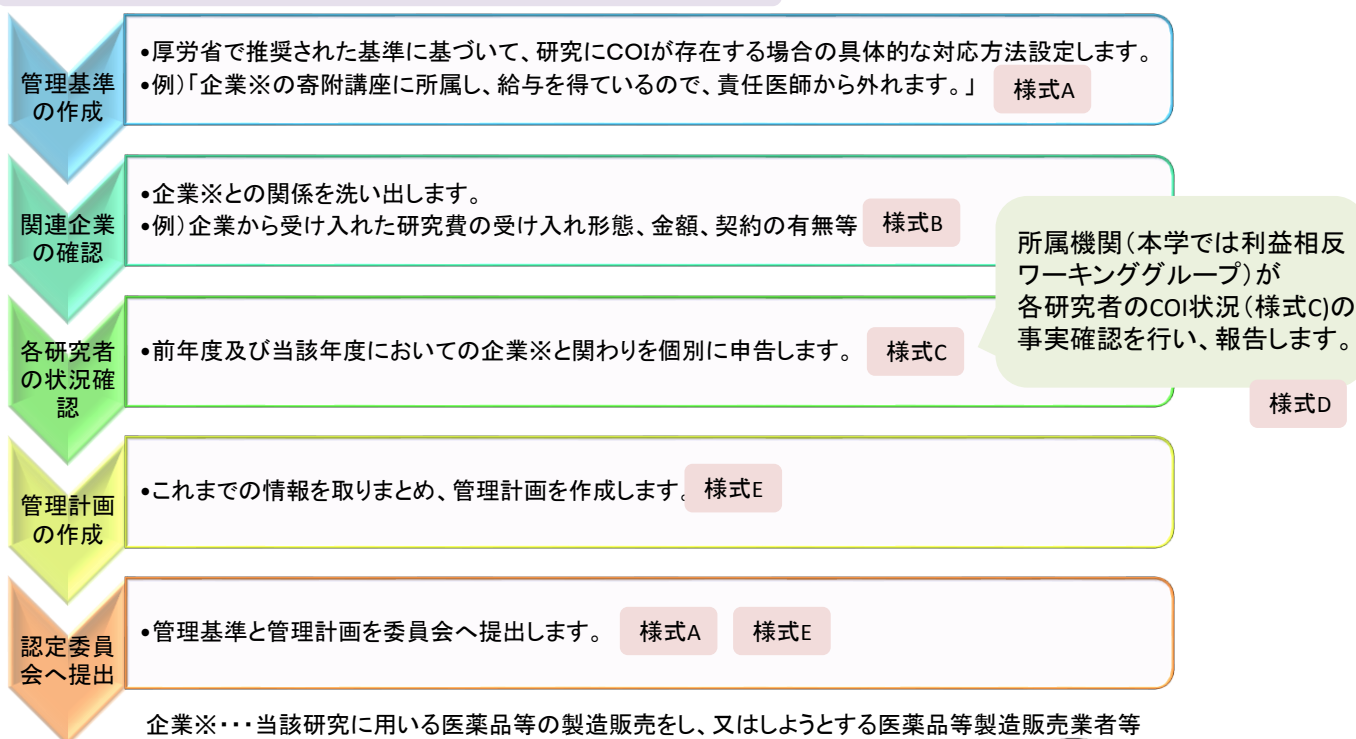 管理基準
の作成
•厚労省で推奨された基準に基づいて、研究にCOIが存在する場合の具体的な対応方法設定します。
•例）「企業※の寄附講座に所属し、給与を得ているので、責任医師から外れます。」
様式A
関連企業
の確認
•企業※との関係を洗い出します。
•例）企業から受け入れた研究費の受け入れ形態、金額、契約の有無等
様式B
各研究者
の状況確
認
•前年度及び当該年度においての企業※と関わりを個別に申告します。
様式C
所属機関（本学では利益相反
ワーキンググループ）が
各研究者のCOI状況（様式C)の
事実確認を行い、報告します。
様式D
管理計画
の作成
•これまでの情報を取りまとめ、管理計画を作成します。
様式E
認定委員
会へ提出
•管理基準と管理計画を委員会へ提出します。
様式A
様式E
企業※・・・当該研究に用いる医薬品等の製造販売をし、又はしようとする医薬品等製造販売業者等